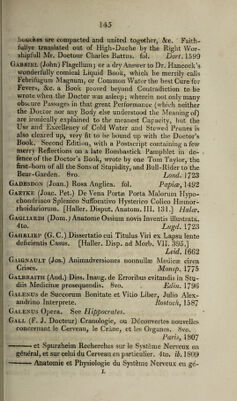 145
bouckes are compacted and united together, &c. Faith-
fullye translated out of High-Duche by the Right Wor-
shipfull Mr. Doctour Charles Battus. fol. Dorr. 1599
GABRIEL (John) Flagellum; or a dry Answer to Dr. Hancock's
wonderfully comical Liquid Book, which he merrily calls
Febrifugum Magnum, or Common Water the best Cure for
Fevers, &c. a Book proved beyond Contradiction to be
wrote when the Doctor was asleep; wherein not only many
obscure Passages in that great Performance (which neither
the Doctor nor any Body else understood the Meaning of)
are ironically explained to the meanest Capacity, but the
Use and Excellency of Cold Water and Stewed Prunes is
also cleared up, very fit to be bound up with the Doctor's
Book. Second Edition, with a Postscript containing a few
merry Reflections on a late Bombastick Pamphlet in de-
fence of the Doctor's Book, wrote by one Tom Taylor, the
fine-born of all the Sons of Stupidity, and Bull-Rider to the
Bear-Garden. 8vo. Lond. 1723
GADESDON (Joan.) Rosa Anglica. fol. Papiæ, 1492
GAETKE (Joac. Pet.) De Vena Portæ Porta Malorum Hypo-
chondriaco Splenico Suffocativo Hysterico Colico Hæmor-
rhoidariorum. [Haller. Disput. Anatom. III. 131.] Halæ.
GAGLIARDI (Dom.) Anatome Ossium novis Inventis illustrata.
4to. Lugd. 1723
GAHRLIEP (G. C.) Dissertatio cui Titulus Viri ex Lapsu lente
deficientis Casus. [Haller. Disp. ad Morb. VII. 395.]
Leid. 1662
GAIGNAULT (Jos.) Animadversiones nonnullæ Medicæ circa
Crises. Monsp. 1775
GALBRAITH (And.) Diss. Inaug. de Erroribus evitandis in Stu-
diis Medicinæ prosequendis. 8vo. Edin. 1796
GALENUS de Succorum Bonitate et Vitio Liber, Julio Alex-
andrino Interprete. Rostoch, 1587
GALENUS Opera. See Hippocrates.
GALL (F. J. Docteur) Cranologie, ou Découvertes nouvelles
concernant le Cerveau, le Crâne, et les Organes. 8vo.
Paris, 1807
—— et Spurzheim Recherches sur le Système Nerveux en
général, et sur celui du Cerveau en particulier. 4to. ib. 1809
—— Anatomie et Physiologie du Système Nerveux en gé-
L